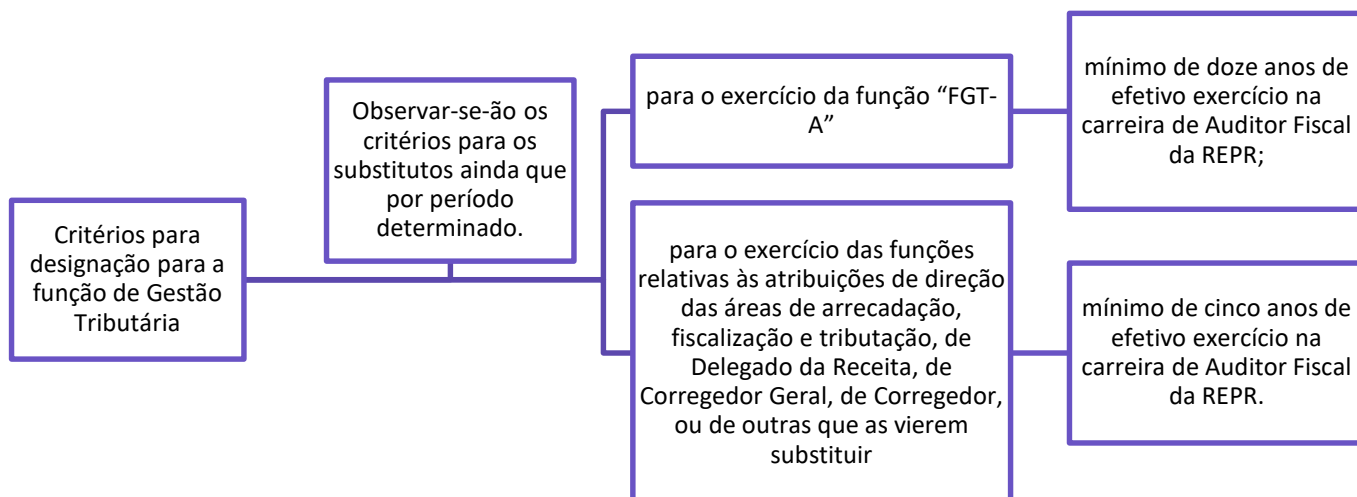 Critérios para
designação para a
função de Gestão
Tributária
Observar-se-ão os
critérios para os
substitutos ainda que
por período
determinado.
para o exercício da função “FGT-
A”
mínimo de doze anos de
efetivo exercício na
carreira de Auditor Fiscal
da REPR;
para o exercício das funções
relativas às atribuições de direção
das áreas de arrecadação,
fiscalização e tributação, de
Delegado da Receita, de
Corregedor Geral, de Corregedor,
ou de outras que as vierem
substituir
mínimo de cinco anos de
efetivo exercício na
carreira de Auditor Fiscal
da REPR.